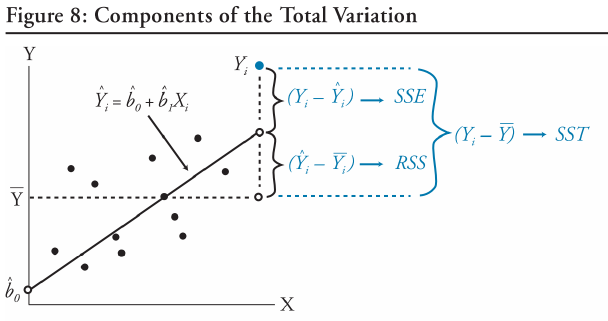 Figure 8: Components of the Total Variation
Y
Yᵢ
(Yᵢ − Ŷᵢ) → SSE
Ŷᵢ = b̂₀ + b̂₁Xᵢ
(Yᵢ − Y̅) → SST
(Ŷᵢ − Y̅ᵢ) → RSS
Y̅
b̂₀
X